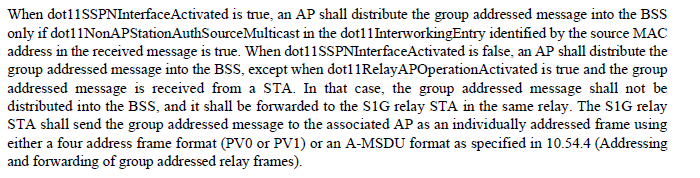 When dot11SSPNInterfaceActivated is true, an AP shall distribute the group addressed message into the BSS
only if dot11NonAPStationAuthSourceMulticast in the dot11InterworkingEntry identified by the source MAC
address in the received message is true. When dot11SSPNInterfaceActivated is false, an AP shall distribute the
group addressed message into the BSS, except when dot11RelayAPOperationActivated is true and the group
addressed message is received from a STA. In that case, the group addressed message shall not be
distributed into the BSS, and it shall be forwarded to the S1G relay STA in the same relay. The S1G relay
STA shall send the group addressed message to the associated AP as an individually addressed frame using
either a four address frame format (PV0 or PV1) or an A-MSDU format as specified in 10.54.4 (Addressing
and forwarding of group addressed relay frames).